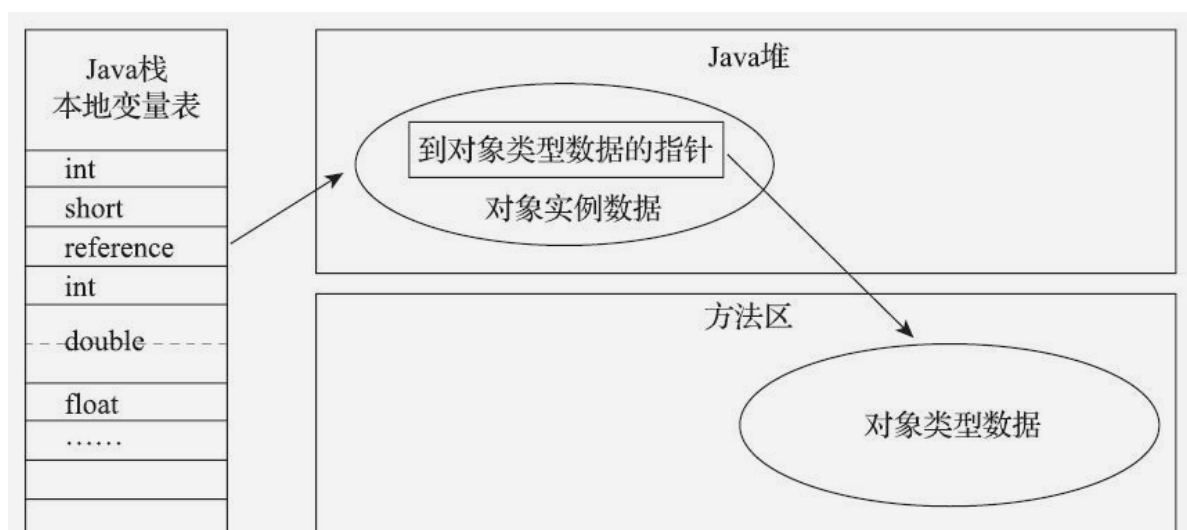 Java栈
本地变量表
int
short
reference
int
double
float
……
Java堆
到对象类型数据的指针
对象实例数据
方法区
对象类型数据